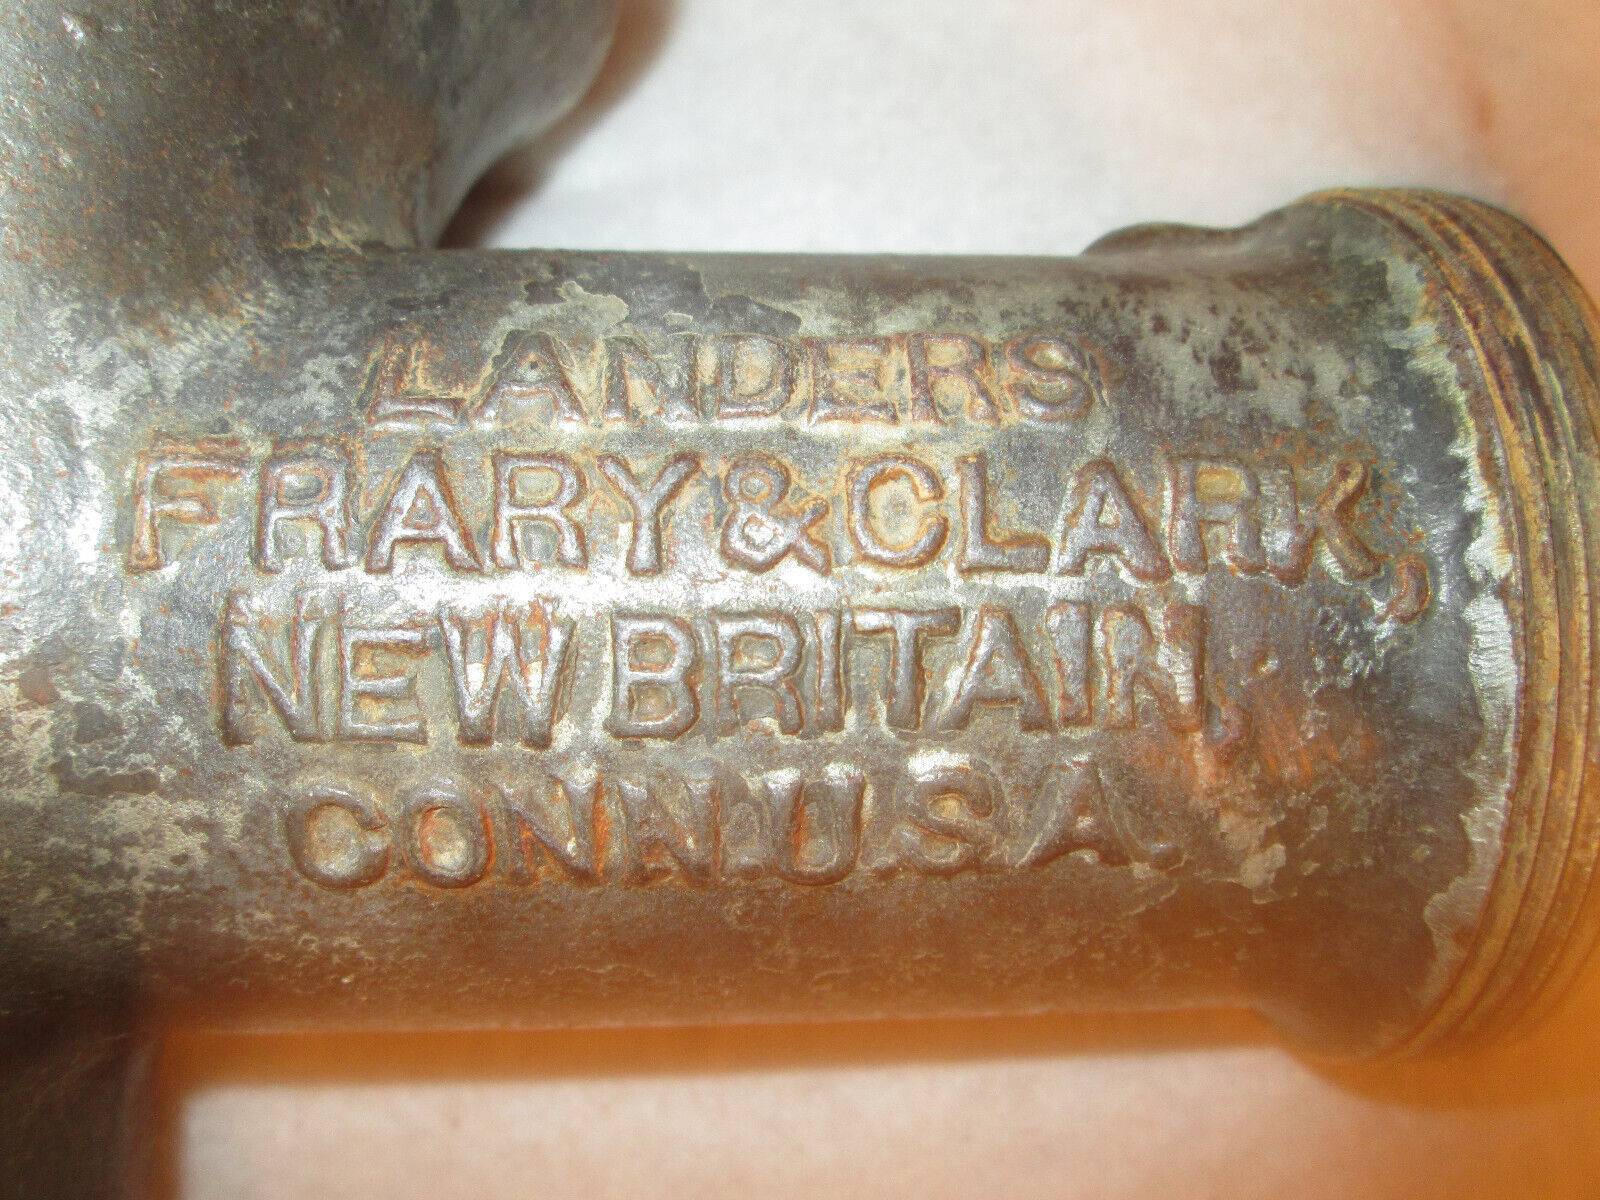 LANDERS
FRARY & CLARK,
NEW BRITAIN,
CONN.U.S.A.